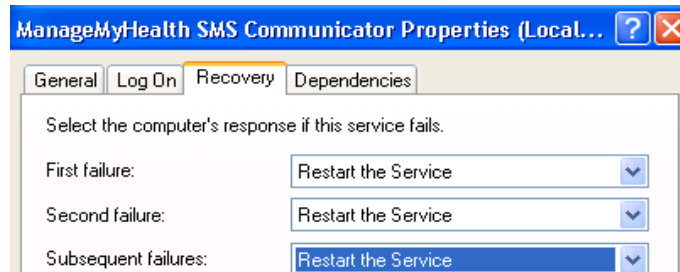 ManageMyHealth SMS Communicator Properties (Local...
General Log On Recovery Dependencies
Select the computer's response if this service fails.
First failure: Restart the Service
Second failure: Restart the Service
Subsequent failures: Restart the Service